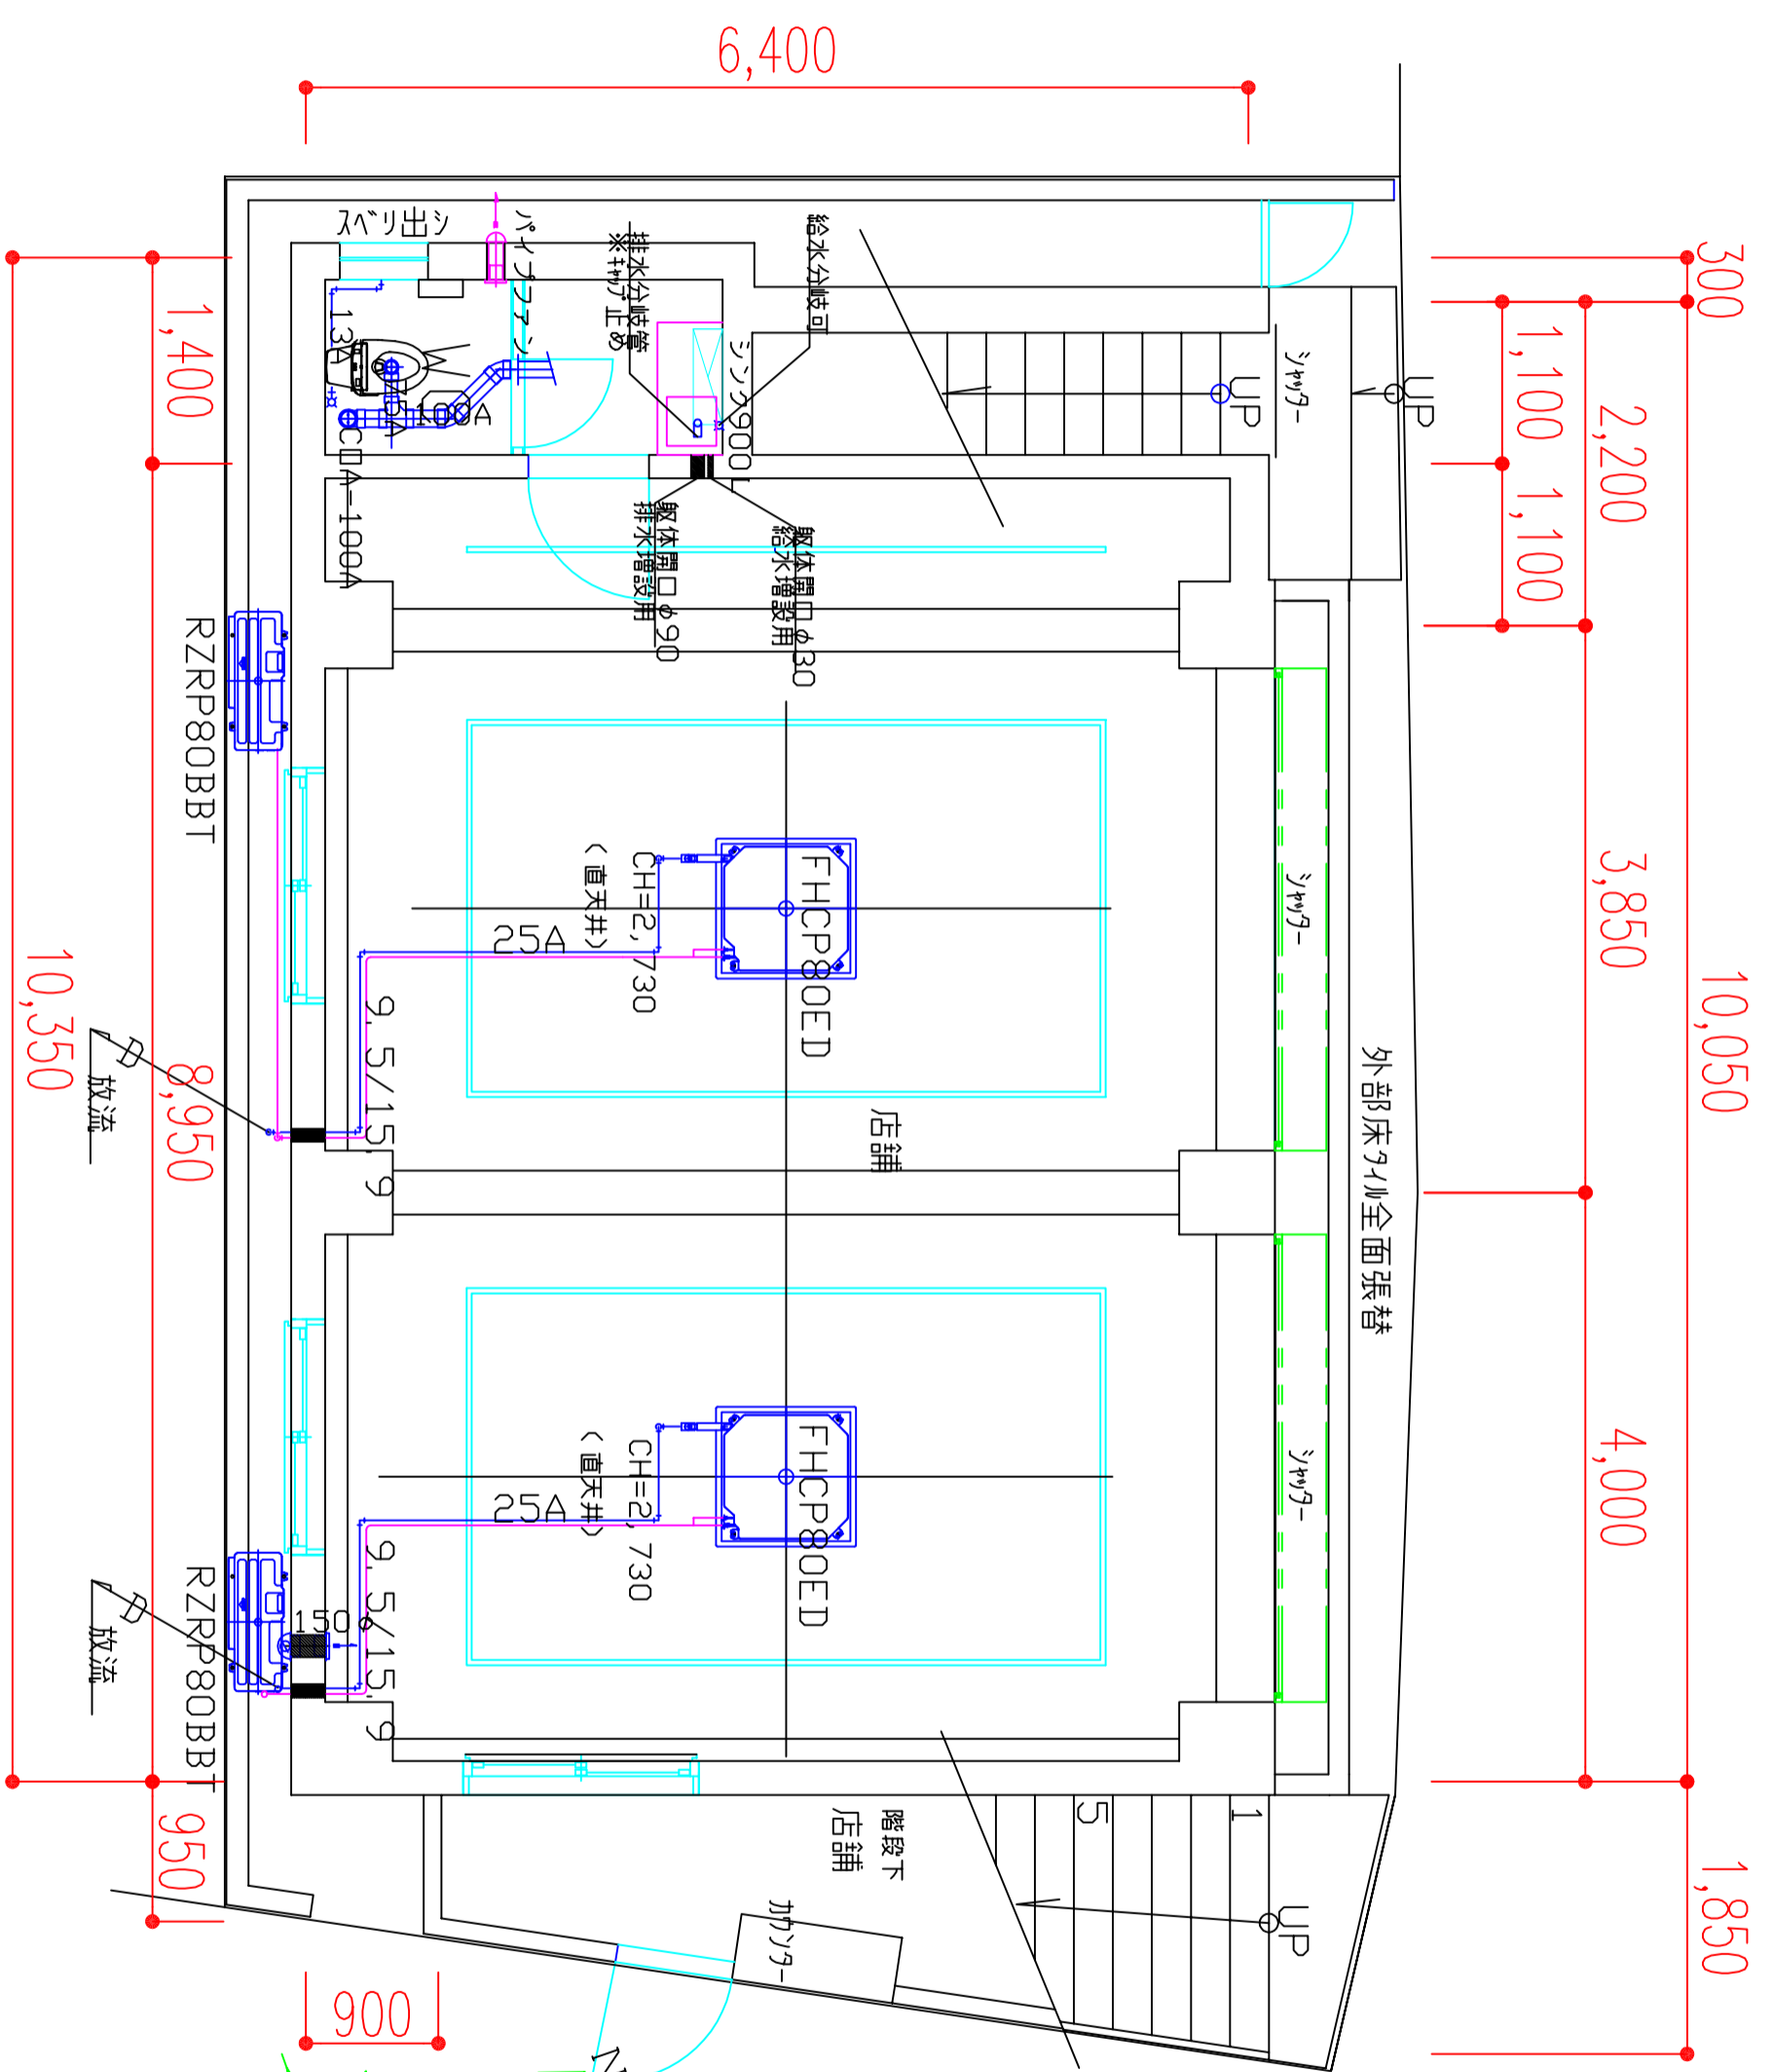 6,400
300
1,100
1,100
2,200
3,850
4,000
10,050
1,850
1,400
8,950
950
10,350
900
スベリ出シ
パイプファン
排水分岐管
※ｷｬｯﾌﾟ止め
給水分岐可
シンク900L
UP
UP
シャッター
13A
75A
100A
COA-100A
躯体開口φ90
排水増設用
躯体開口φ30
給水増設用
RZRP80BBT
FHCP80ED
CH=2,730
(直天井)
25A
9.5/15.9
D
放流
店舗
シャッター
外部床タイル全面張替
FHCP80ED
CH=2,730
(直天井)
25A
9.5/15.9
150φ
RZRP80BBT
D
放流
シャッター
階段下
店舗
カウンター
1
5
UP